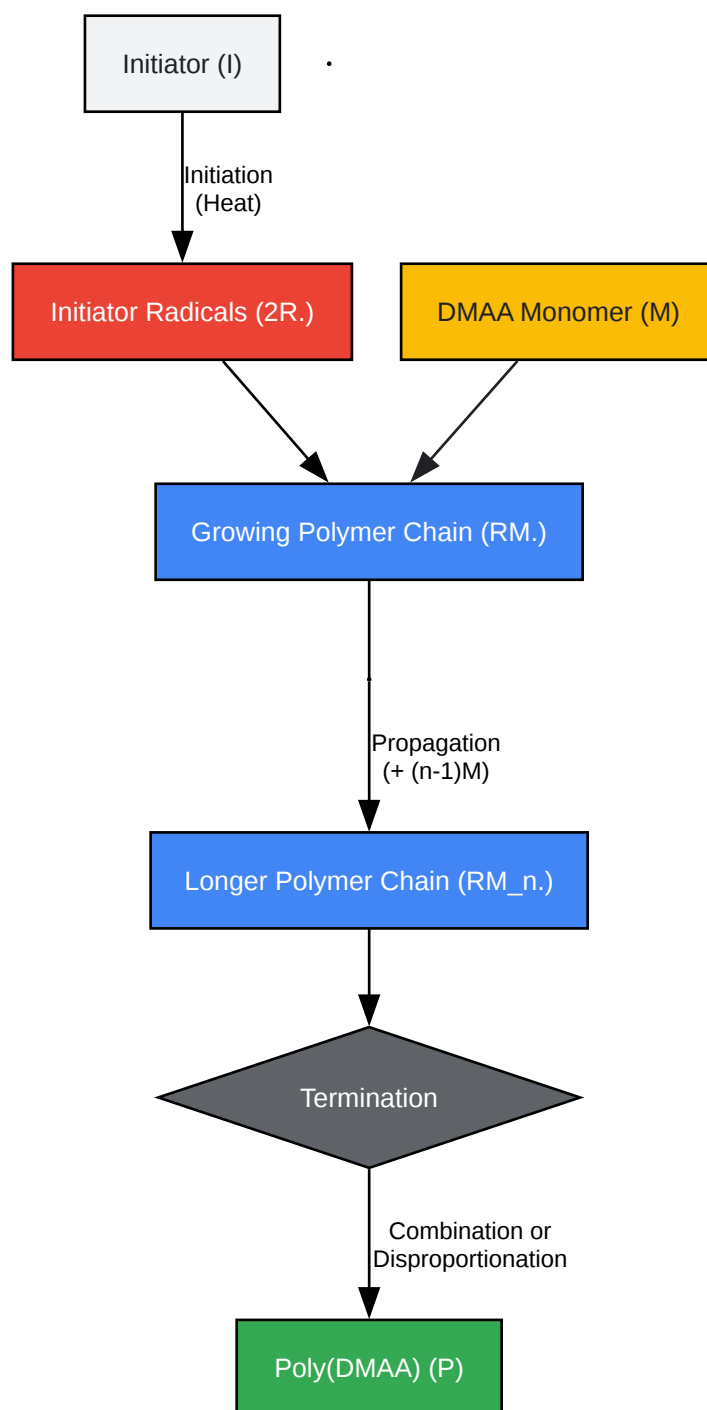 Initiator (I)
.
Initiation
(Heat)
Initiator Radicals (2R.)
DMAA Monomer (M)
Growing Polymer Chain (RM.)
Propagation
(+ (n-1)M)
Longer Polymer Chain (RM_n.)
Termination
Combination or
Disproportionation
Poly(DMAA) (P)